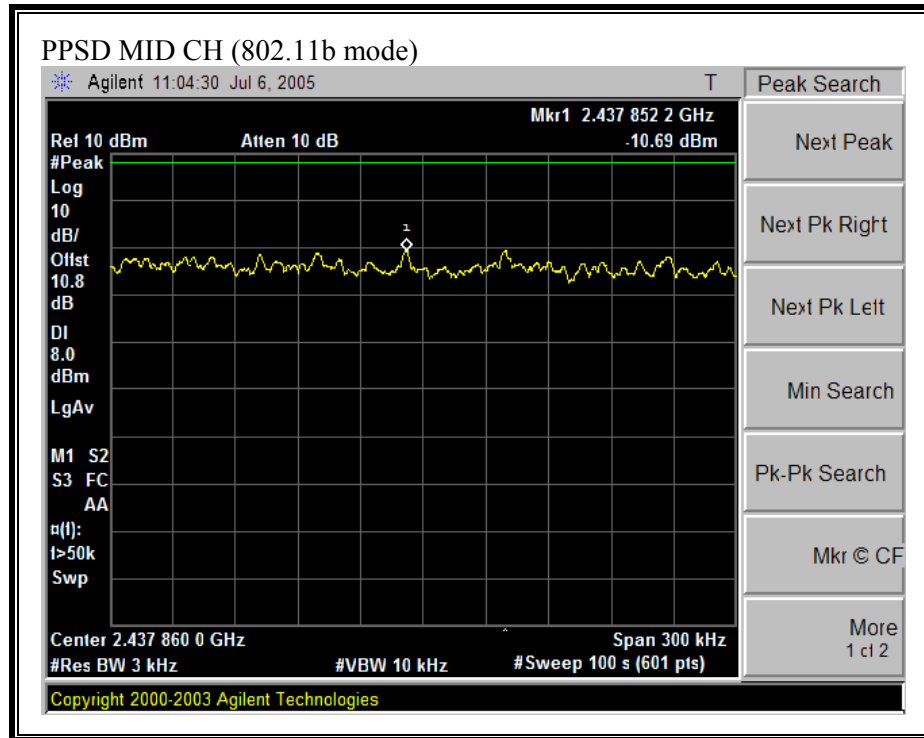 PPSD MID CH (802.11b mode)
Agilent 11:04:30 Jul 6, 2005 T
Peak Search
Mkr1 2.437 852 2 GHz
Ref 10 dBm Atten 10 dB -10.69 dBm
#Peak
Log
10
dB/
Offst
10.8
dB
DI
8.0
dBm
LgAv
M1 S2
S3 FC
AA
¤(f):
f>50k
Swp
1
Center 2.437 860 0 GHz Span 300 kHz
#Res BW 3 kHz #VBW 10 kHz #Sweep 100 s (601 pts)
Copyright 2000-2003 Agilent Technologies
Next Peak
Next Pk Right
Next Pk Left
Min Search
Pk-Pk Search
Mkr © CF
More
1 of 2